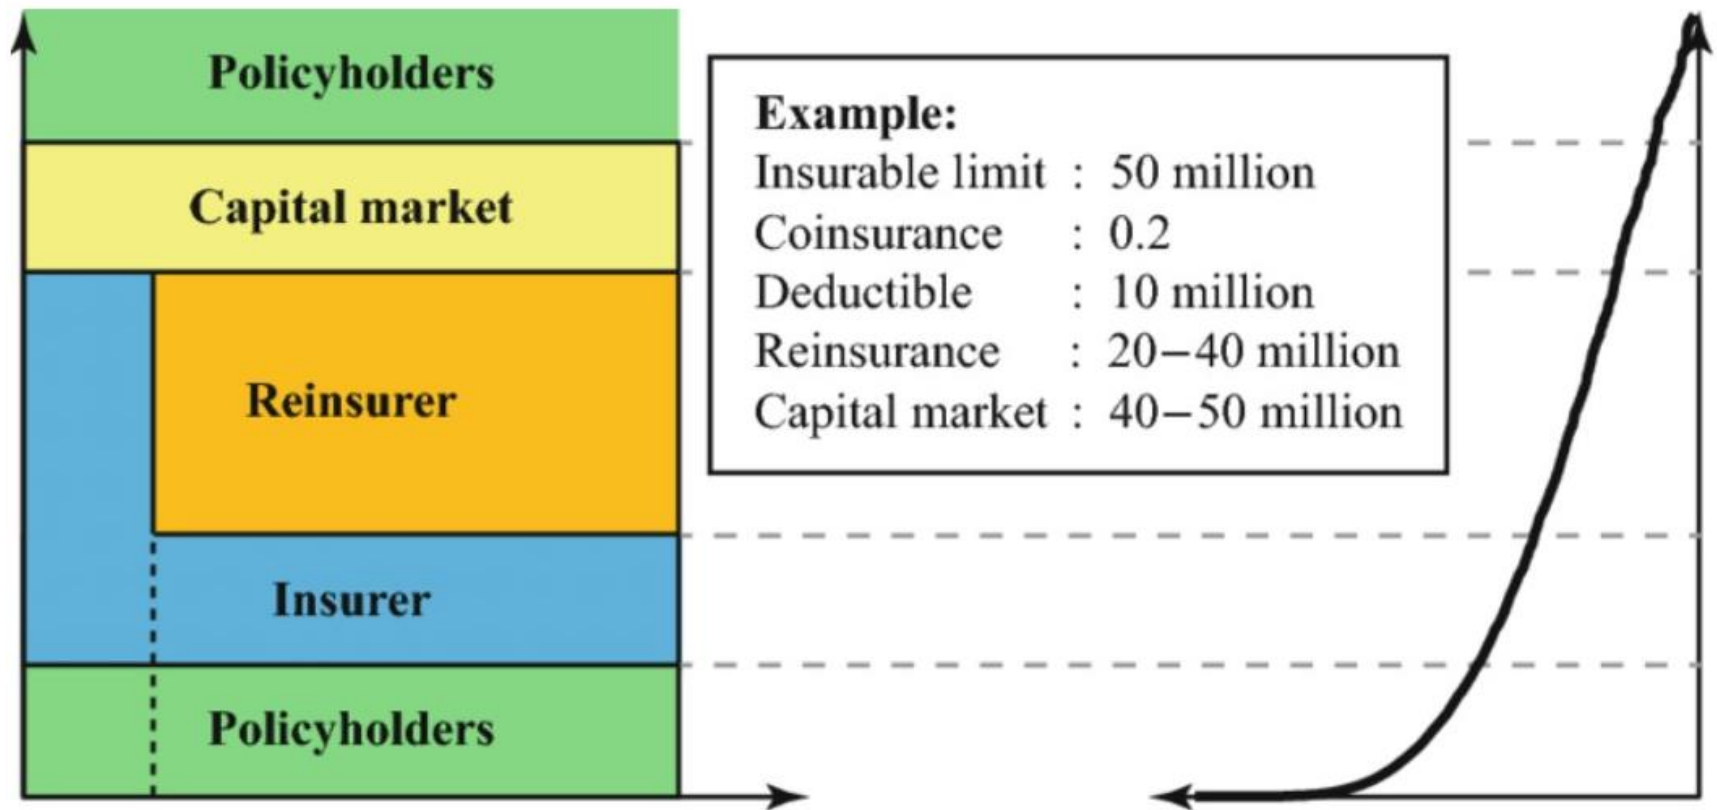 Policyholders
Capital market
Reinsurer
Insurer
Policyholders
Example:
Insurable limit : 50 million
Coinsurance : 0.2
Deductible : 10 million
Reinsurance : 20−40 million
Capital market : 40−50 million